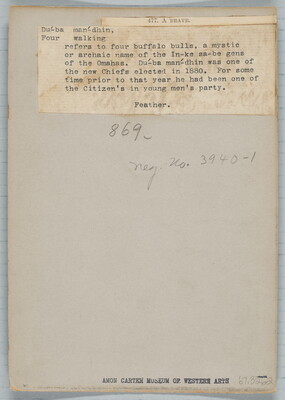 477. A BRAVE.
Du-ba man-dhin,
Four walking
refers to four buffalo bulls, a mystic
or archaic name of the In-ke sa-be gens
of the Omahas. Du-ba man-dhin was one of
the new Chiefs elected in 1880. For some
time prior to that year he had been one of
the Citizen's in young men's party.
Feather.
869
neg. No. 3940-1
AMON CARTER MUSEUM OF WESTERN ARTS